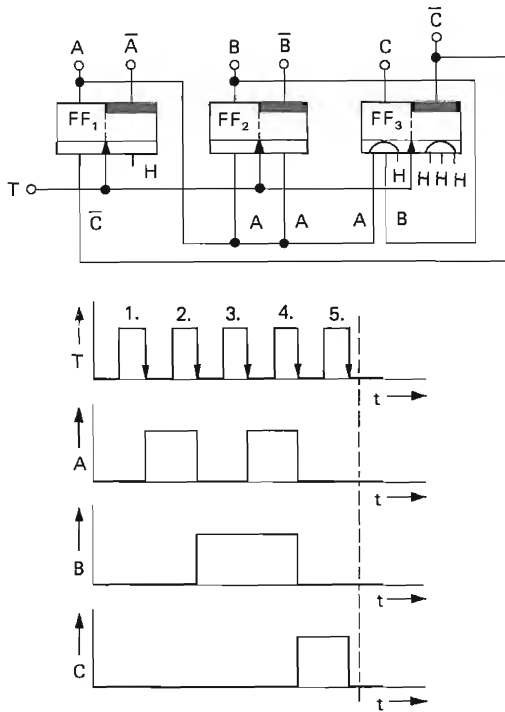 A A̅ B B̅ C C̅
FF₁ FF₂ FF₃
H H H H H
T
C̅ A A A B
1. 2. 3. 4. 5.
T
t
A
t
B
t
C
t